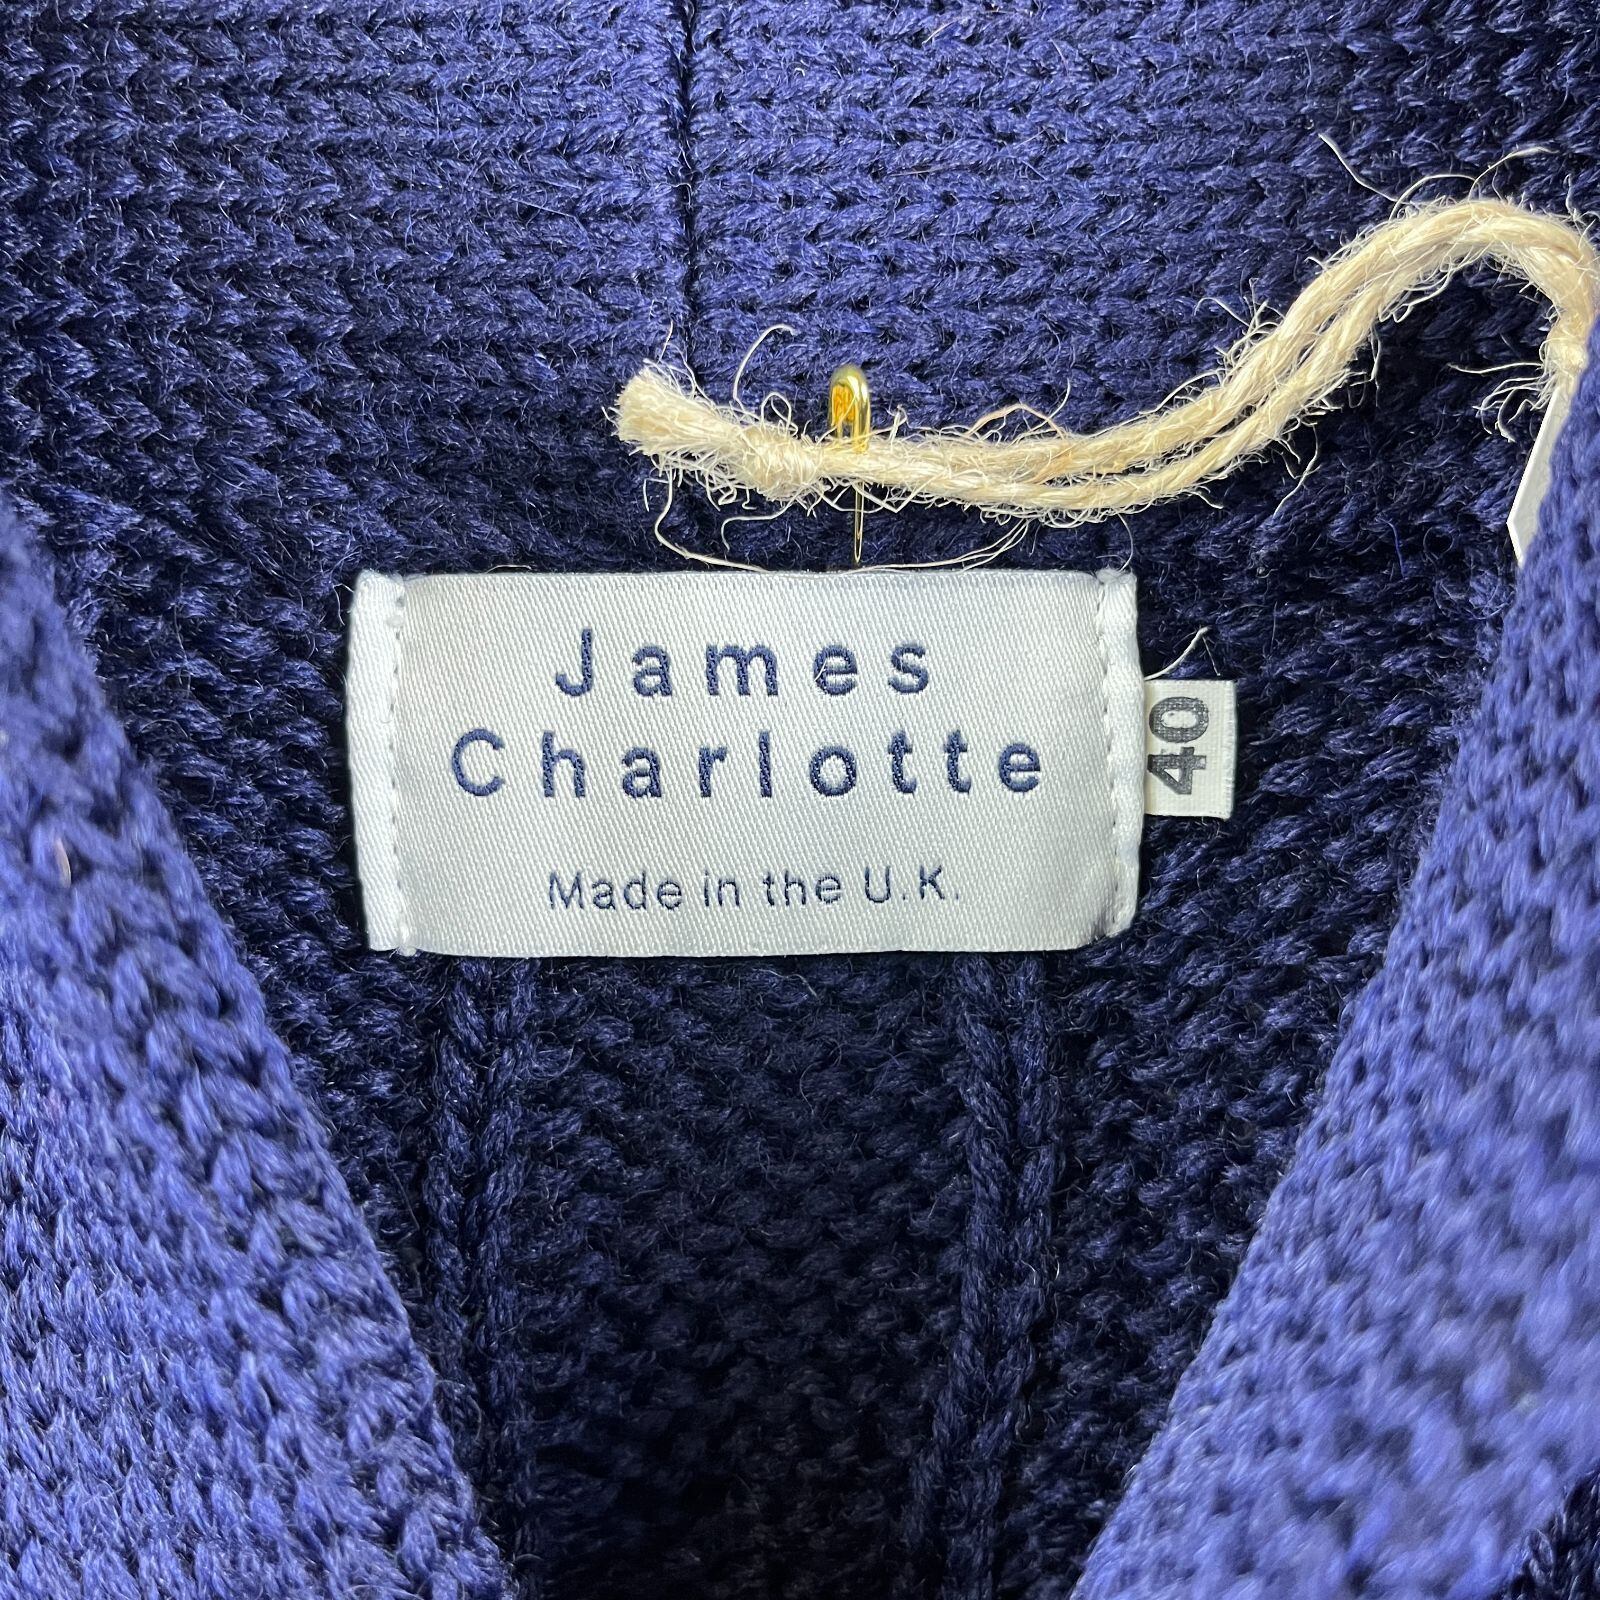 James
Charlotte
Made in the U.K.
40